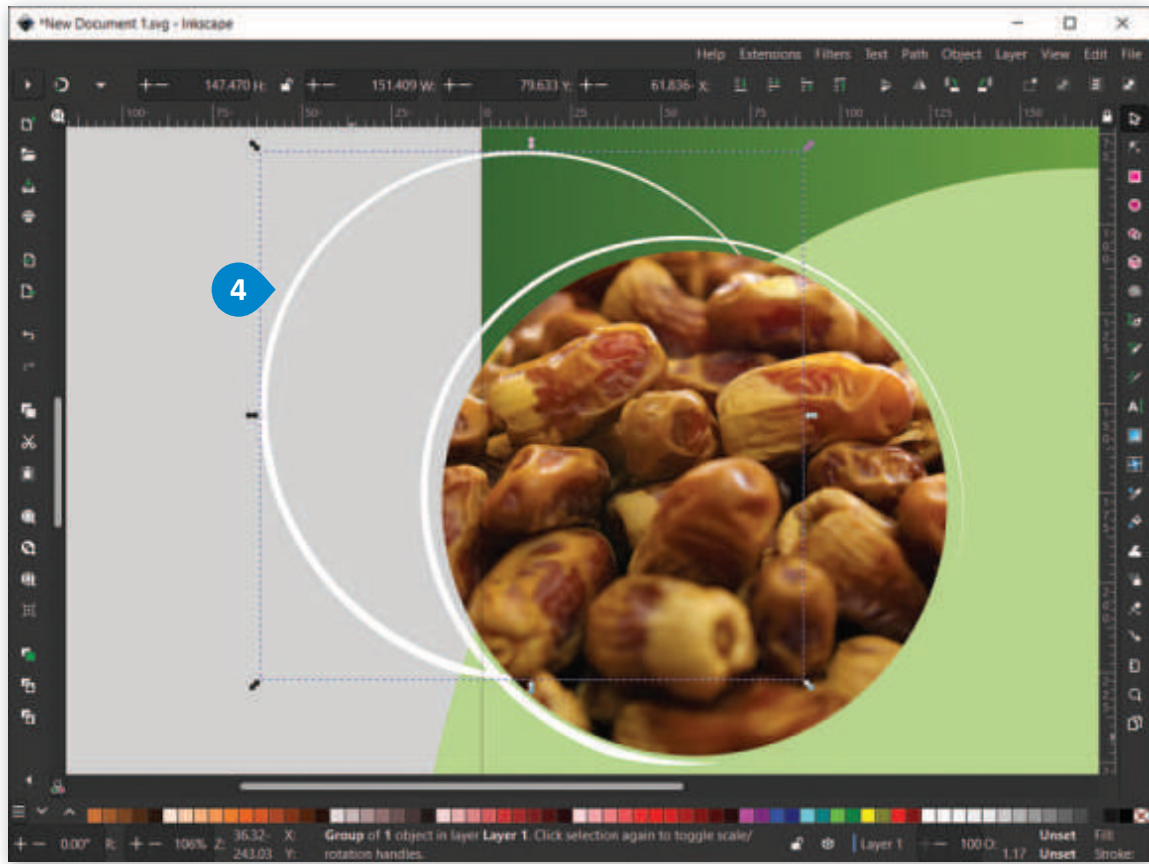 *New Document 1.svg - Inkscape
Help Extensions Filters Text Path Object Layer View Edit File
147.470 H: 151.409 W: 79.633 Y: 61.836- X:
100 75 50 25 0 25 50 75 100 125 150
4
0.00° R: 106% Z: 36.32- X: Group of 1 object in layer Layer 1. Click selection again to toggle scale/ Layer 1 100 O: Unset Fill:
243.03 Y: rotation handles. 1.17 Unset Stroke: